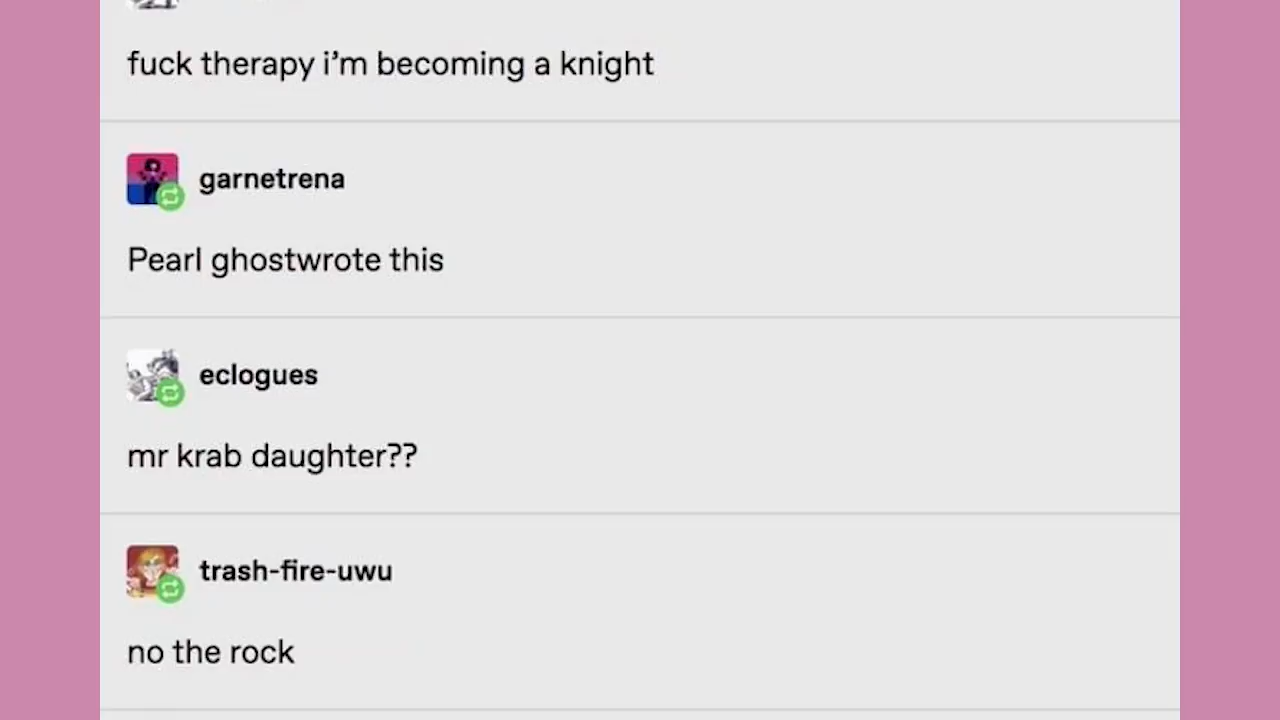 fuck therapy i’m becoming a knight
garnetrena
Pearl ghostwrote this
eclogues
mr krab daughter??
trash-fire-uwu
no the rock